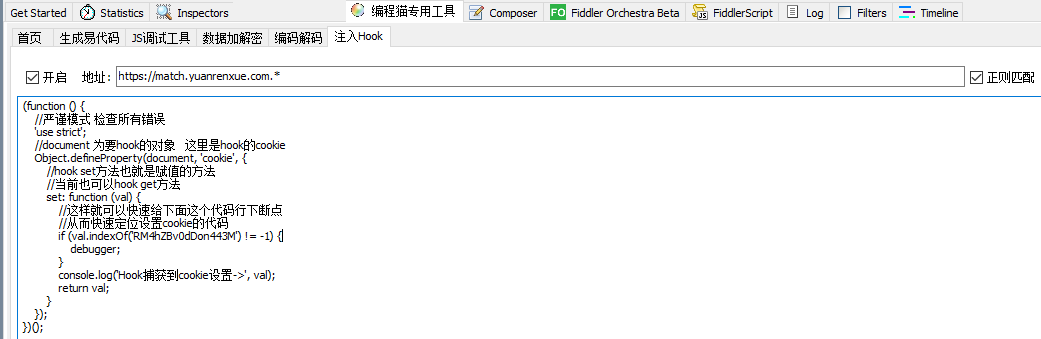 Get Started Statistics Inspectors 编程猫专用工具 Composer FO Fiddler Orchestra Beta JS FiddlerScript Log Filters Timeline
首页 生成易代码 JS调试工具 数据加解密 编码解码 注入Hook
开启 地址: https://match.yuanrenxue.com.* 正则匹配
(function () {
//严谨模式 检查所有错误
'use strict';
//document 为要hook的对象 这里是hook的cookie
Object.defineProperty(document, 'cookie', {
//hook set方法也就是赋值的方法
//当前也可以hook get方法
set: function (val) {
//这样就可以快速给下面这个代码行下断点
//从而快速定位设置cookie的代码
if (val.indexOf('RM4hZBv0dDon443M') != -1) {
debugger;
}
console.log('Hook捕获到cookie设置->', val);
return val;
}
});
})();